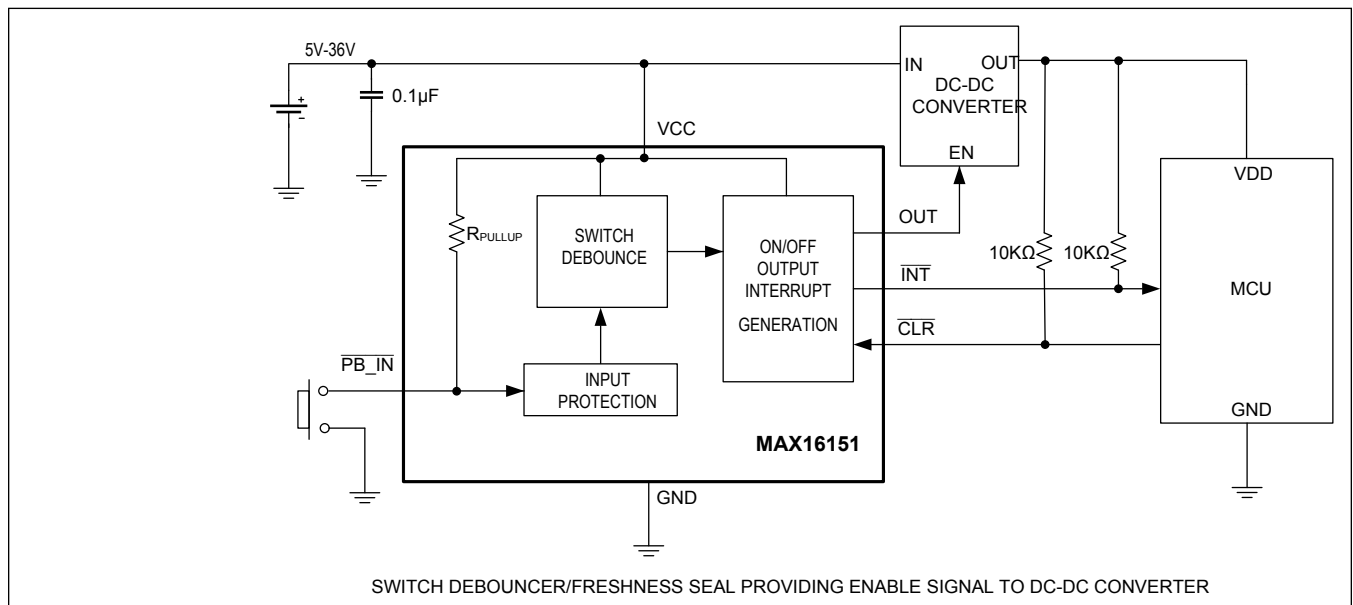 5V-36V
0.1µF
+
-
IN
OUT
DC-DC
CONVERTER
EN
VCC
R_PULLUP
SWITCH
DEBOUNCE
ON/OFF
OUTPUT
INTERRUPT
GENERATION
OUT
INT
CLR
10KΩ
10KΩ
VDD
MCU
GND
PB_IN
INPUT
PROTECTION
MAX16151
GND
SWITCH DEBOUNCER/FRESHNESS SEAL PROVIDING ENABLE SIGNAL TO DC-DC CONVERTER